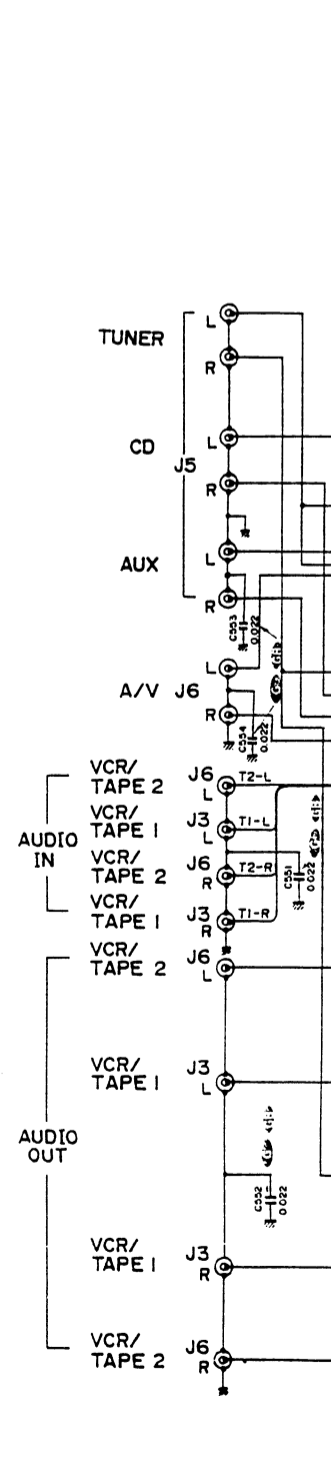 L
TUNER
R
CD
L
J5
R
L
AUX
R
C553
0.022
L
A/V J6
R
C554
0.022
VCR/
TAPE 2
J6
L
T2-L
VCR/
TAPE 1
J3
L
T1-L
AUDIO
IN
VCR/
TAPE 2
J6
R
T2-R
C551
0.022
VCR/
TAPE 1
J3
R
T1-R
VCR/
TAPE 2
J6
L
VCR/
TAPE 1
J3
L
AUDIO
OUT
C552
0.022
VCR/
TAPE 1
J3
R
VCR/
TAPE 2
J6
R